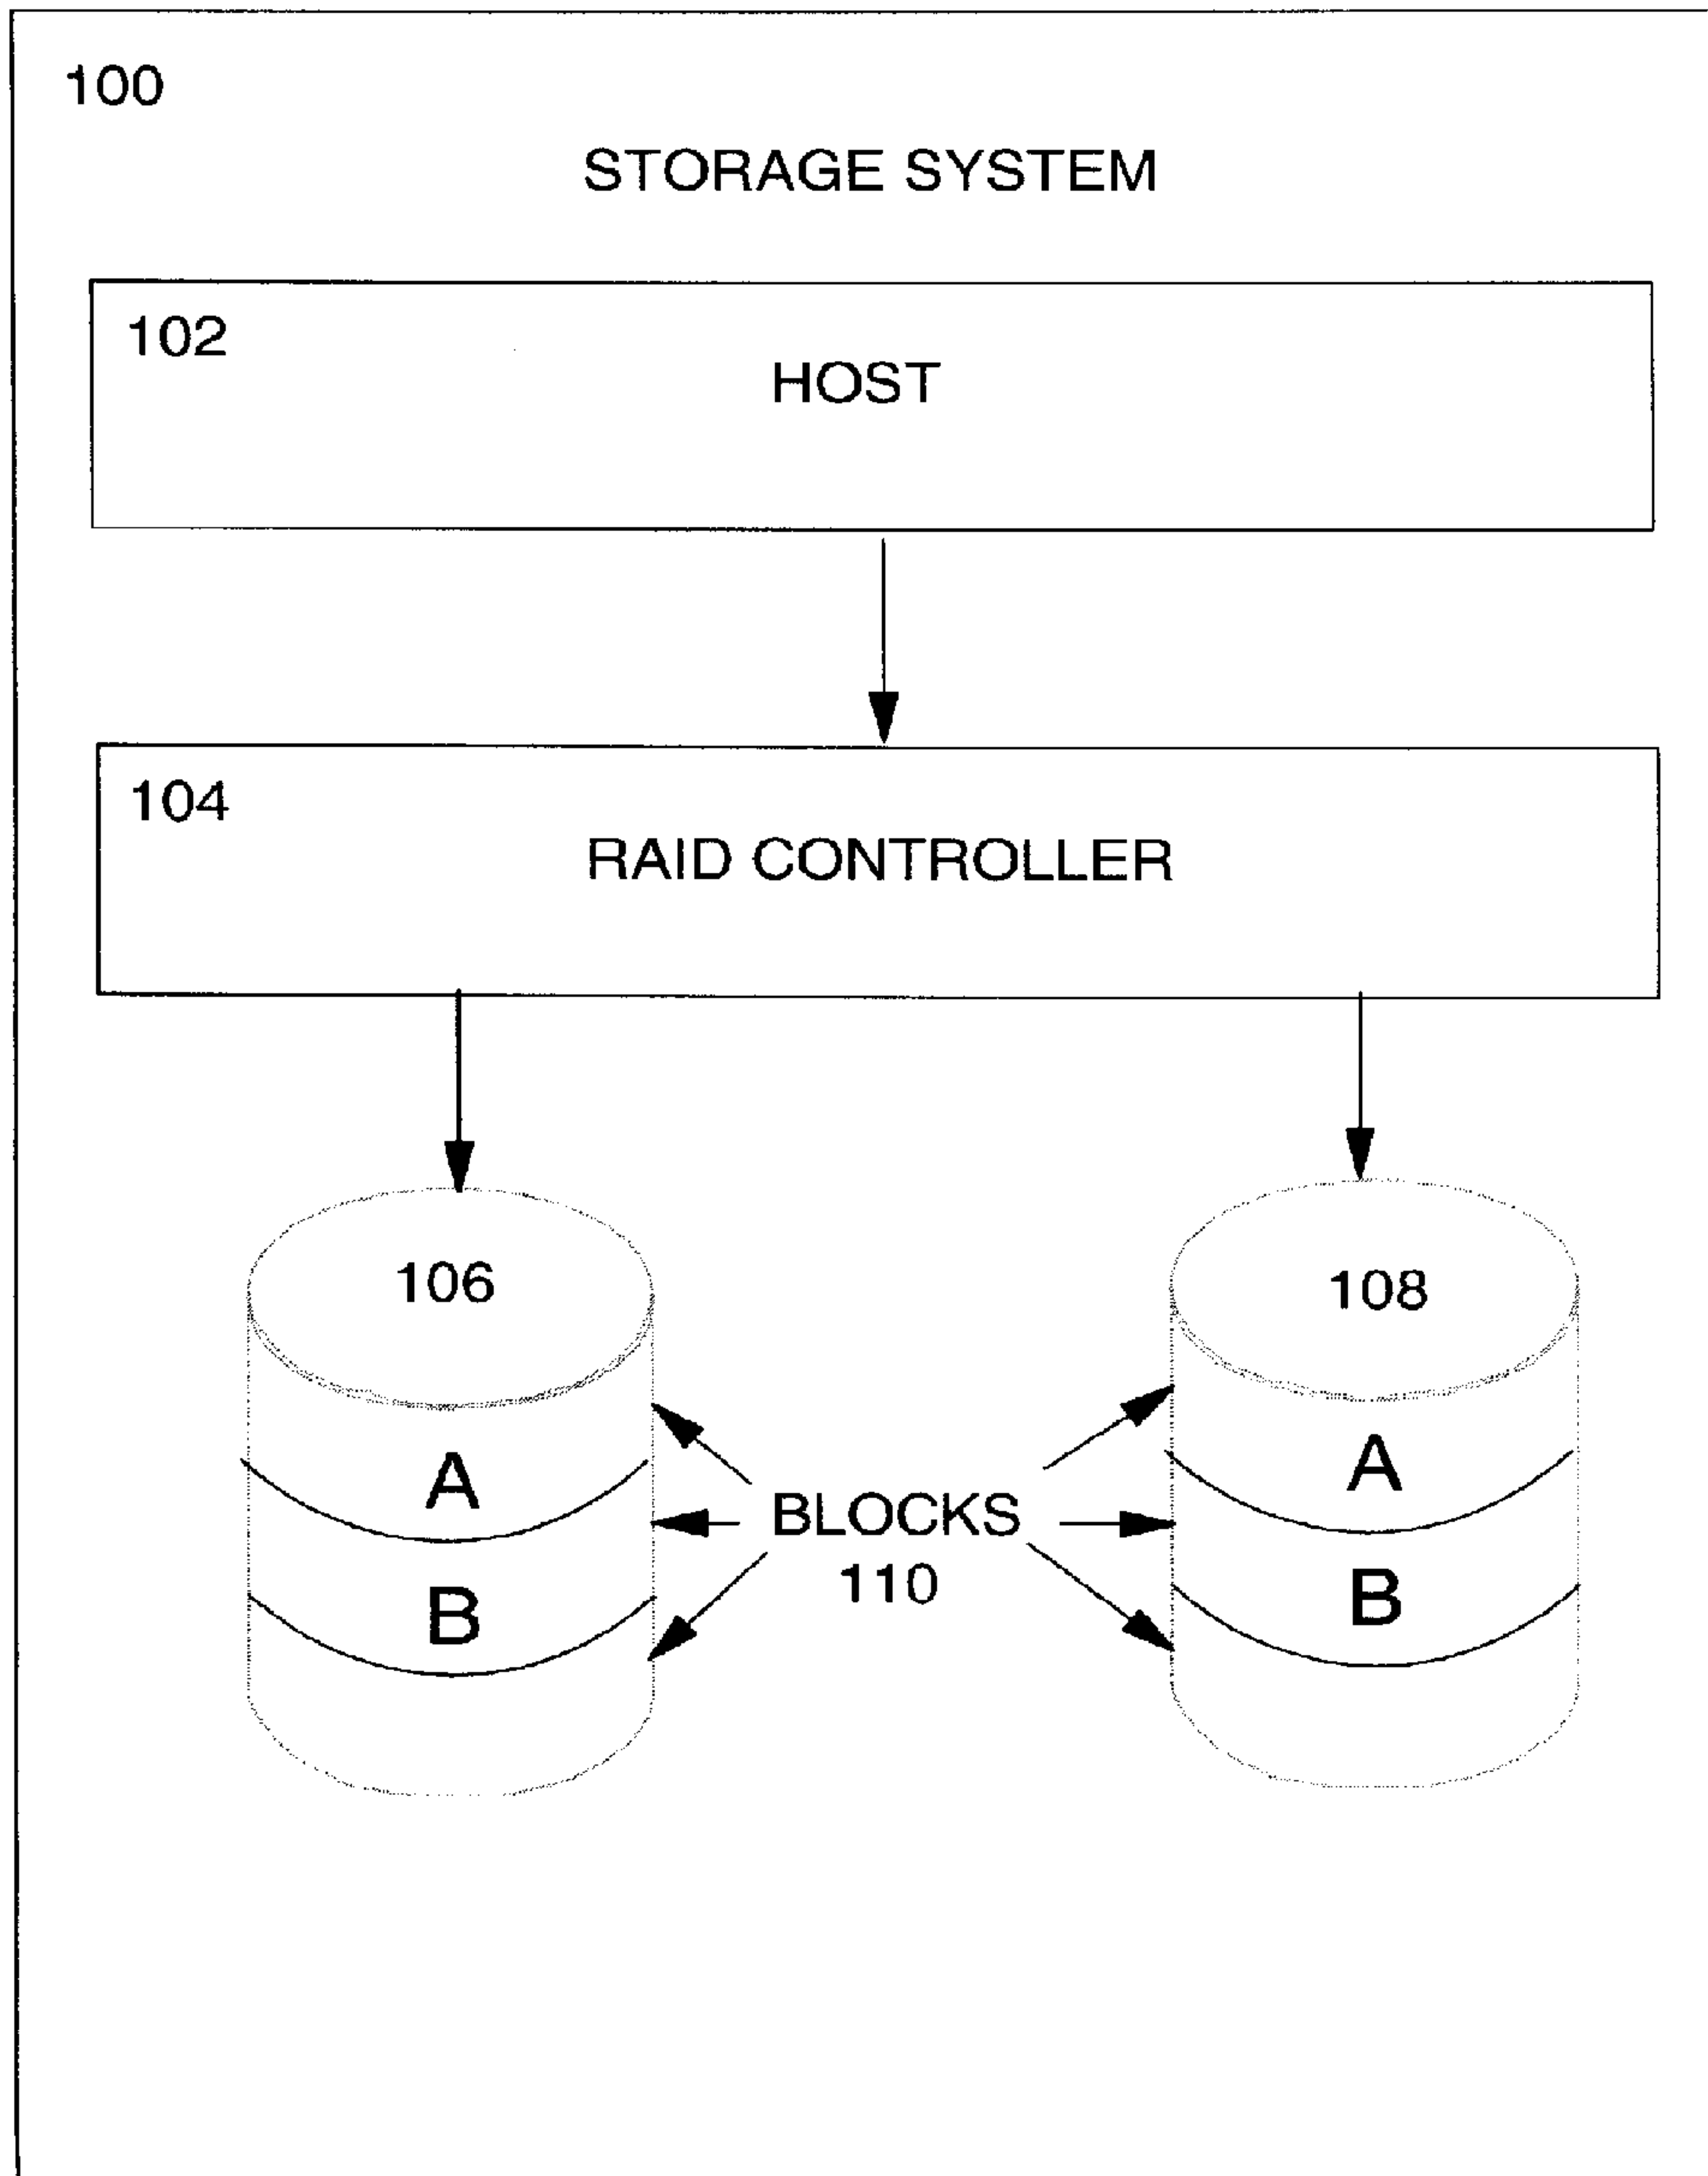 100
STORAGE SYSTEM
102
HOST
104
RAID CONTROLLER
106
108
A
A
BLOCKS
110
B
B